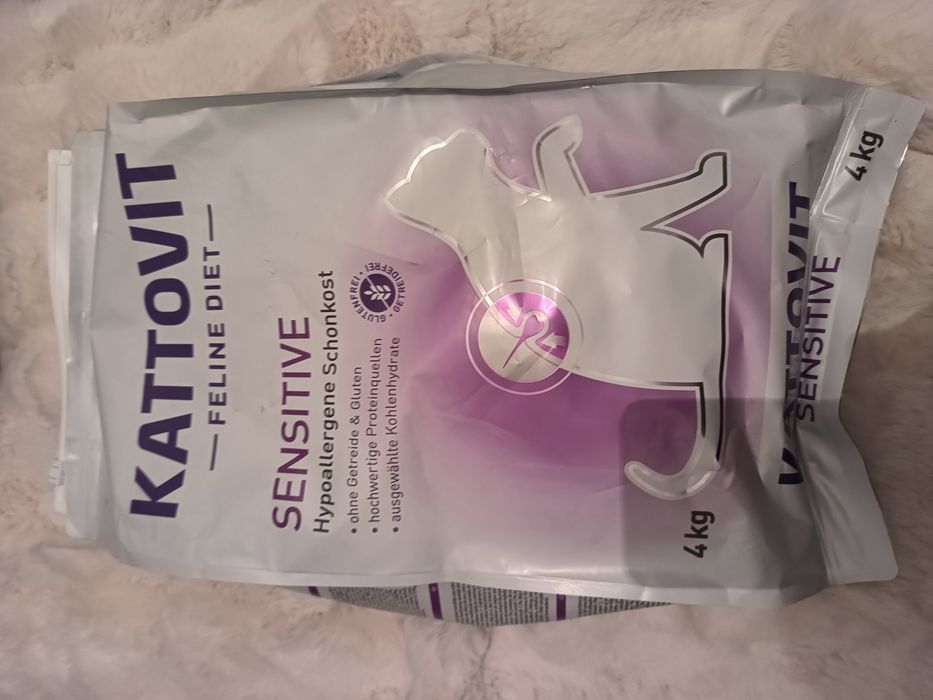 KATTOVIT
FELINE DIET
SENSITIVE
Hypoallergene Schonkost
• ohne Getreide & Gluten
• hochwertige Proteinquellen
• ausgewählte Kohlenhydrate
GLUTENFREI • GETREIDEFREI •
4 kg
KATTOVIT
SENSITIVE
4 kg